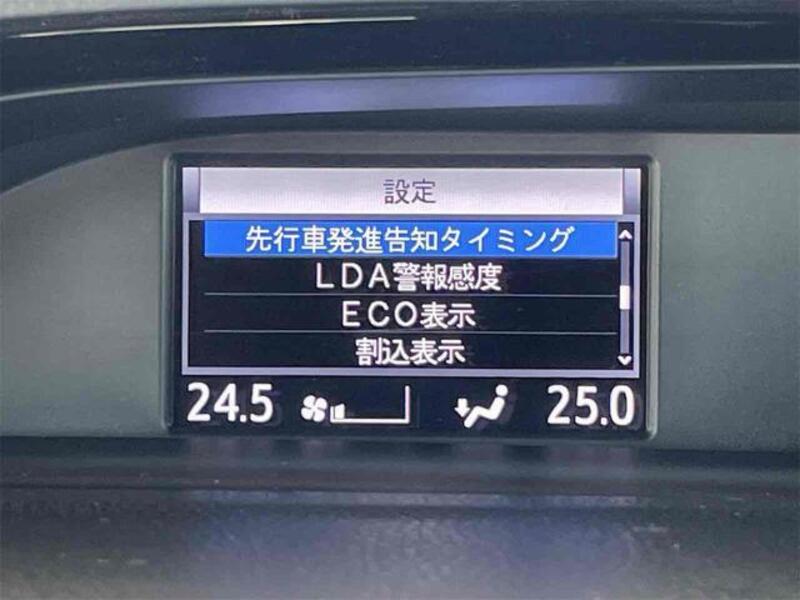 設定
先行車発進告知タイミング
LDA警報感度
ECO表示
割込表示
24.5 25.0